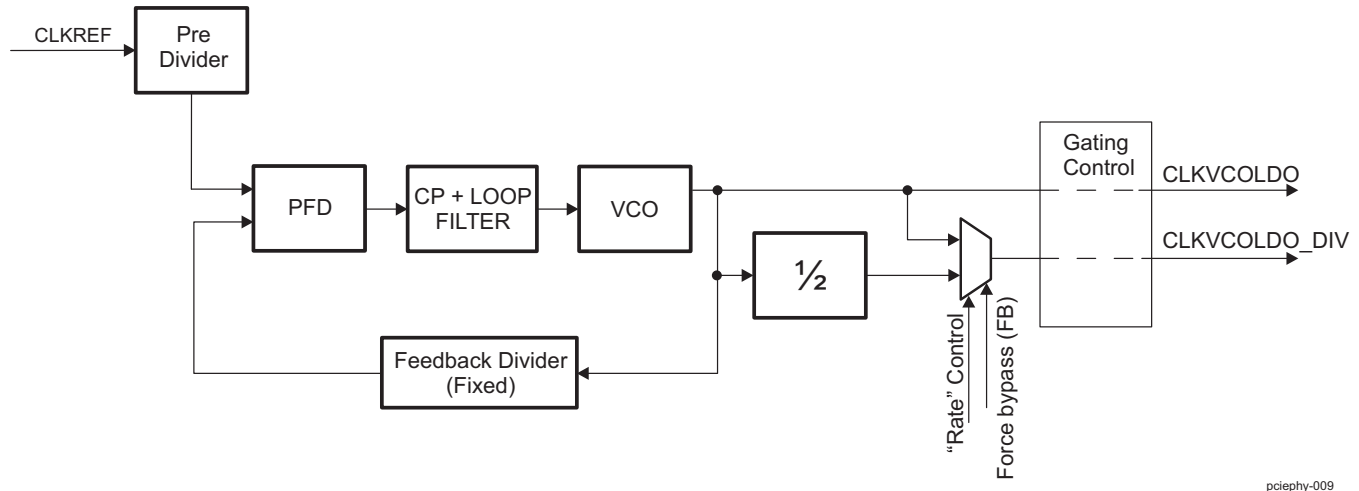 CLKREF
Pre
Divider
PFD
CP + LOOP
FILTER
VCO
½
Feedback Divider
(Fixed)
"Rate" Control
Force bypass (FB)
Gating
Control
CLKVCOLDO
CLKVCOLDO_DIV
pciephy-009